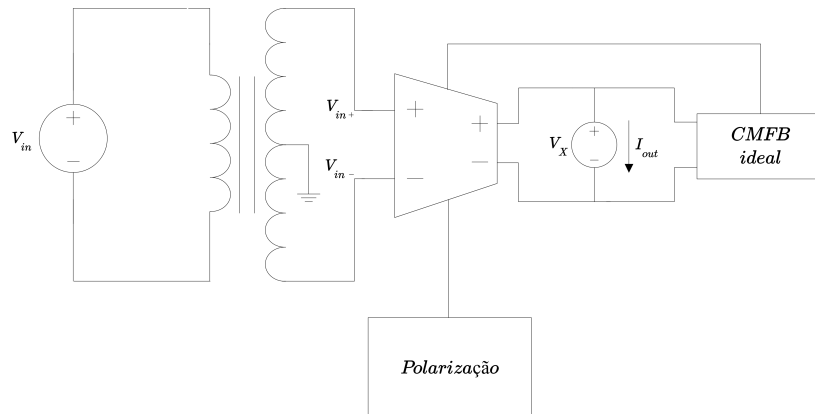 V_in
+
−
V_in+
V_in−
+
−
+
−
V_X
+
−
I_out
CMFB
ideal
Polarização